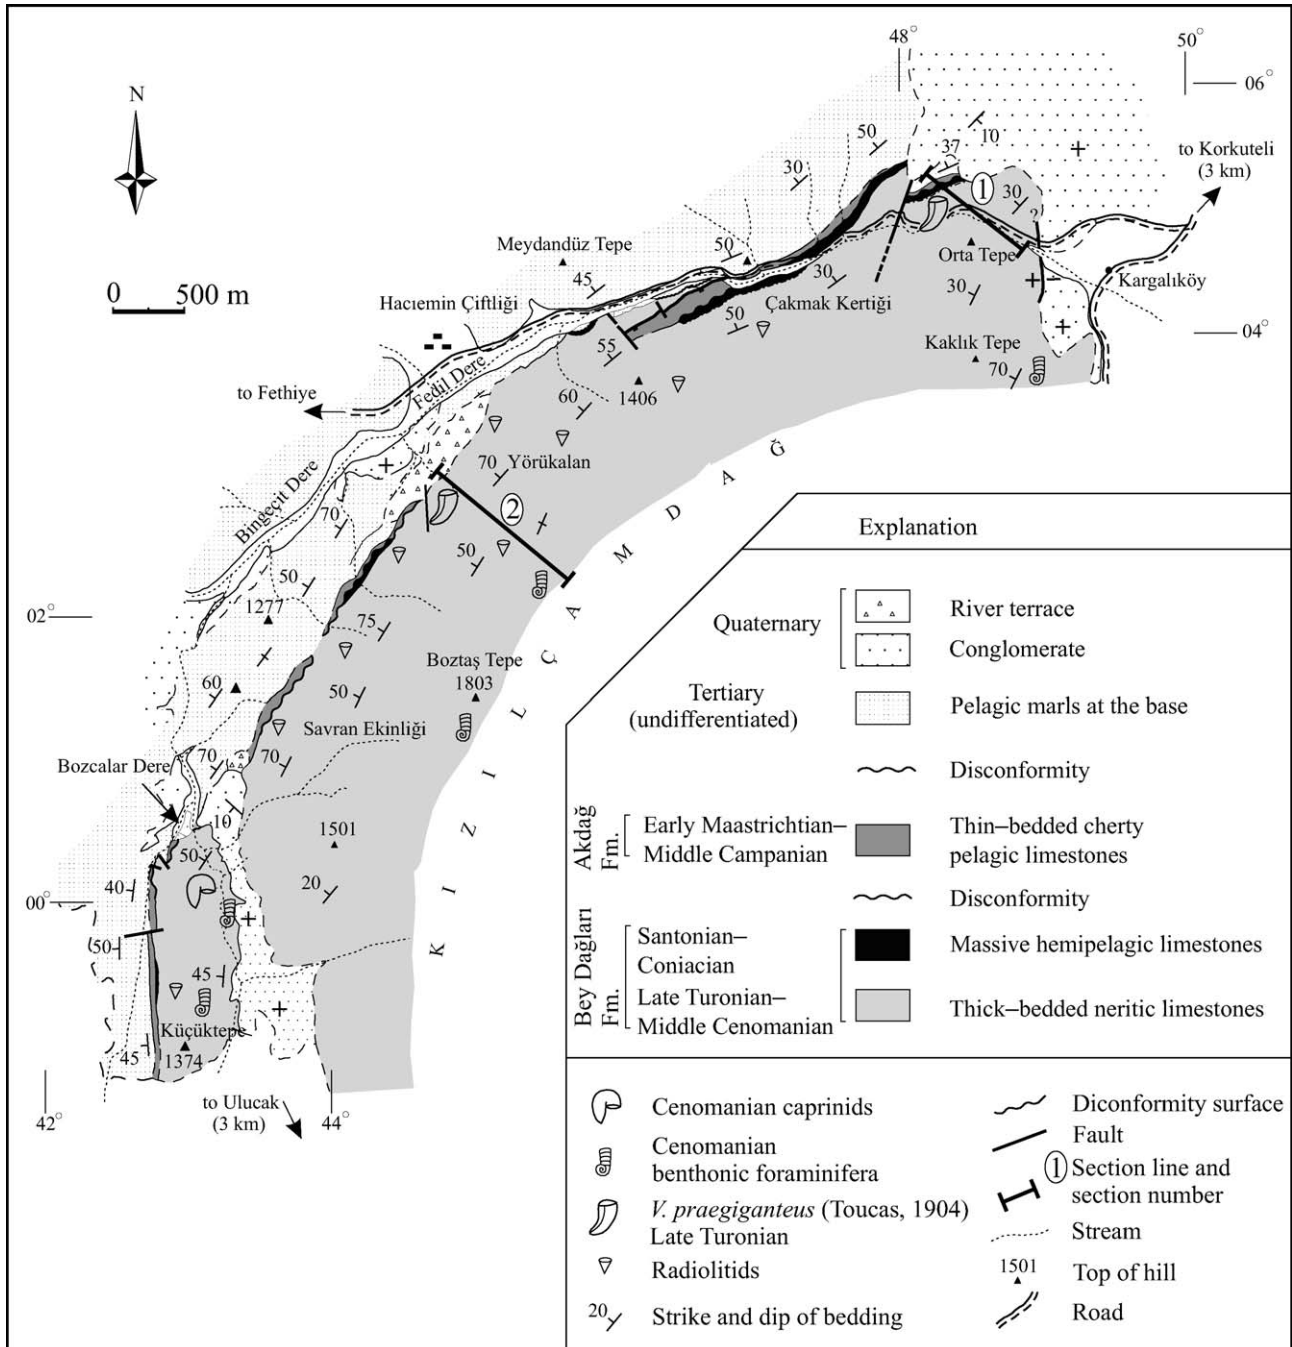 48°
50°
06°
N
50
10
37
to Korkuteli
(3 km)
30
1
30
?
Meydandüz Tepe
50
Orta Tepe
45
30
30
Kargalıköy
0 500 m
Hacıemin Çiftliği
Çakmak Kertiği
50
04°
Kaklık Tepe
55
70
to Fethiye
Fedil Dere
1406
60
70
Yörükalan
Bingeçit Dere
2
70
50
50
1277
02°
75
Boztaş Tepe
1803
60
50
Savran Ekinliği
Bozcalar Dere
70
70
10
1501
50
40
20
00°
50
45
Küçüktepe
45
1374
42°
to Ulucak
(3 km)
44°
KIZILÇAMDAĞ
Explanation
Quaternary
River terrace
Conglomerate
Tertiary
(undifferentiated)
Pelagic marls at the base
Disconformity
Akdağ
Fm.
Early Maastrichtian–
Middle Campanian
Thin–bedded cherty
pelagic limestones
Disconformity
Bey Dağları
Fm.
Santonian–
Coniacian
Massive hemipelagic limestones
Late Turonian–
Middle Cenomanian
Thick–bedded neritic limestones
Cenomanian caprinids
Cenomanian
benthonic foraminifera
V. praegiganteus (Toucas, 1904)
Late Turonian
Radiolitids
20 Strike and dip of bedding
Diconformity surface
Fault
1 Section line and
section number
Stream
1501 Top of hill
Road